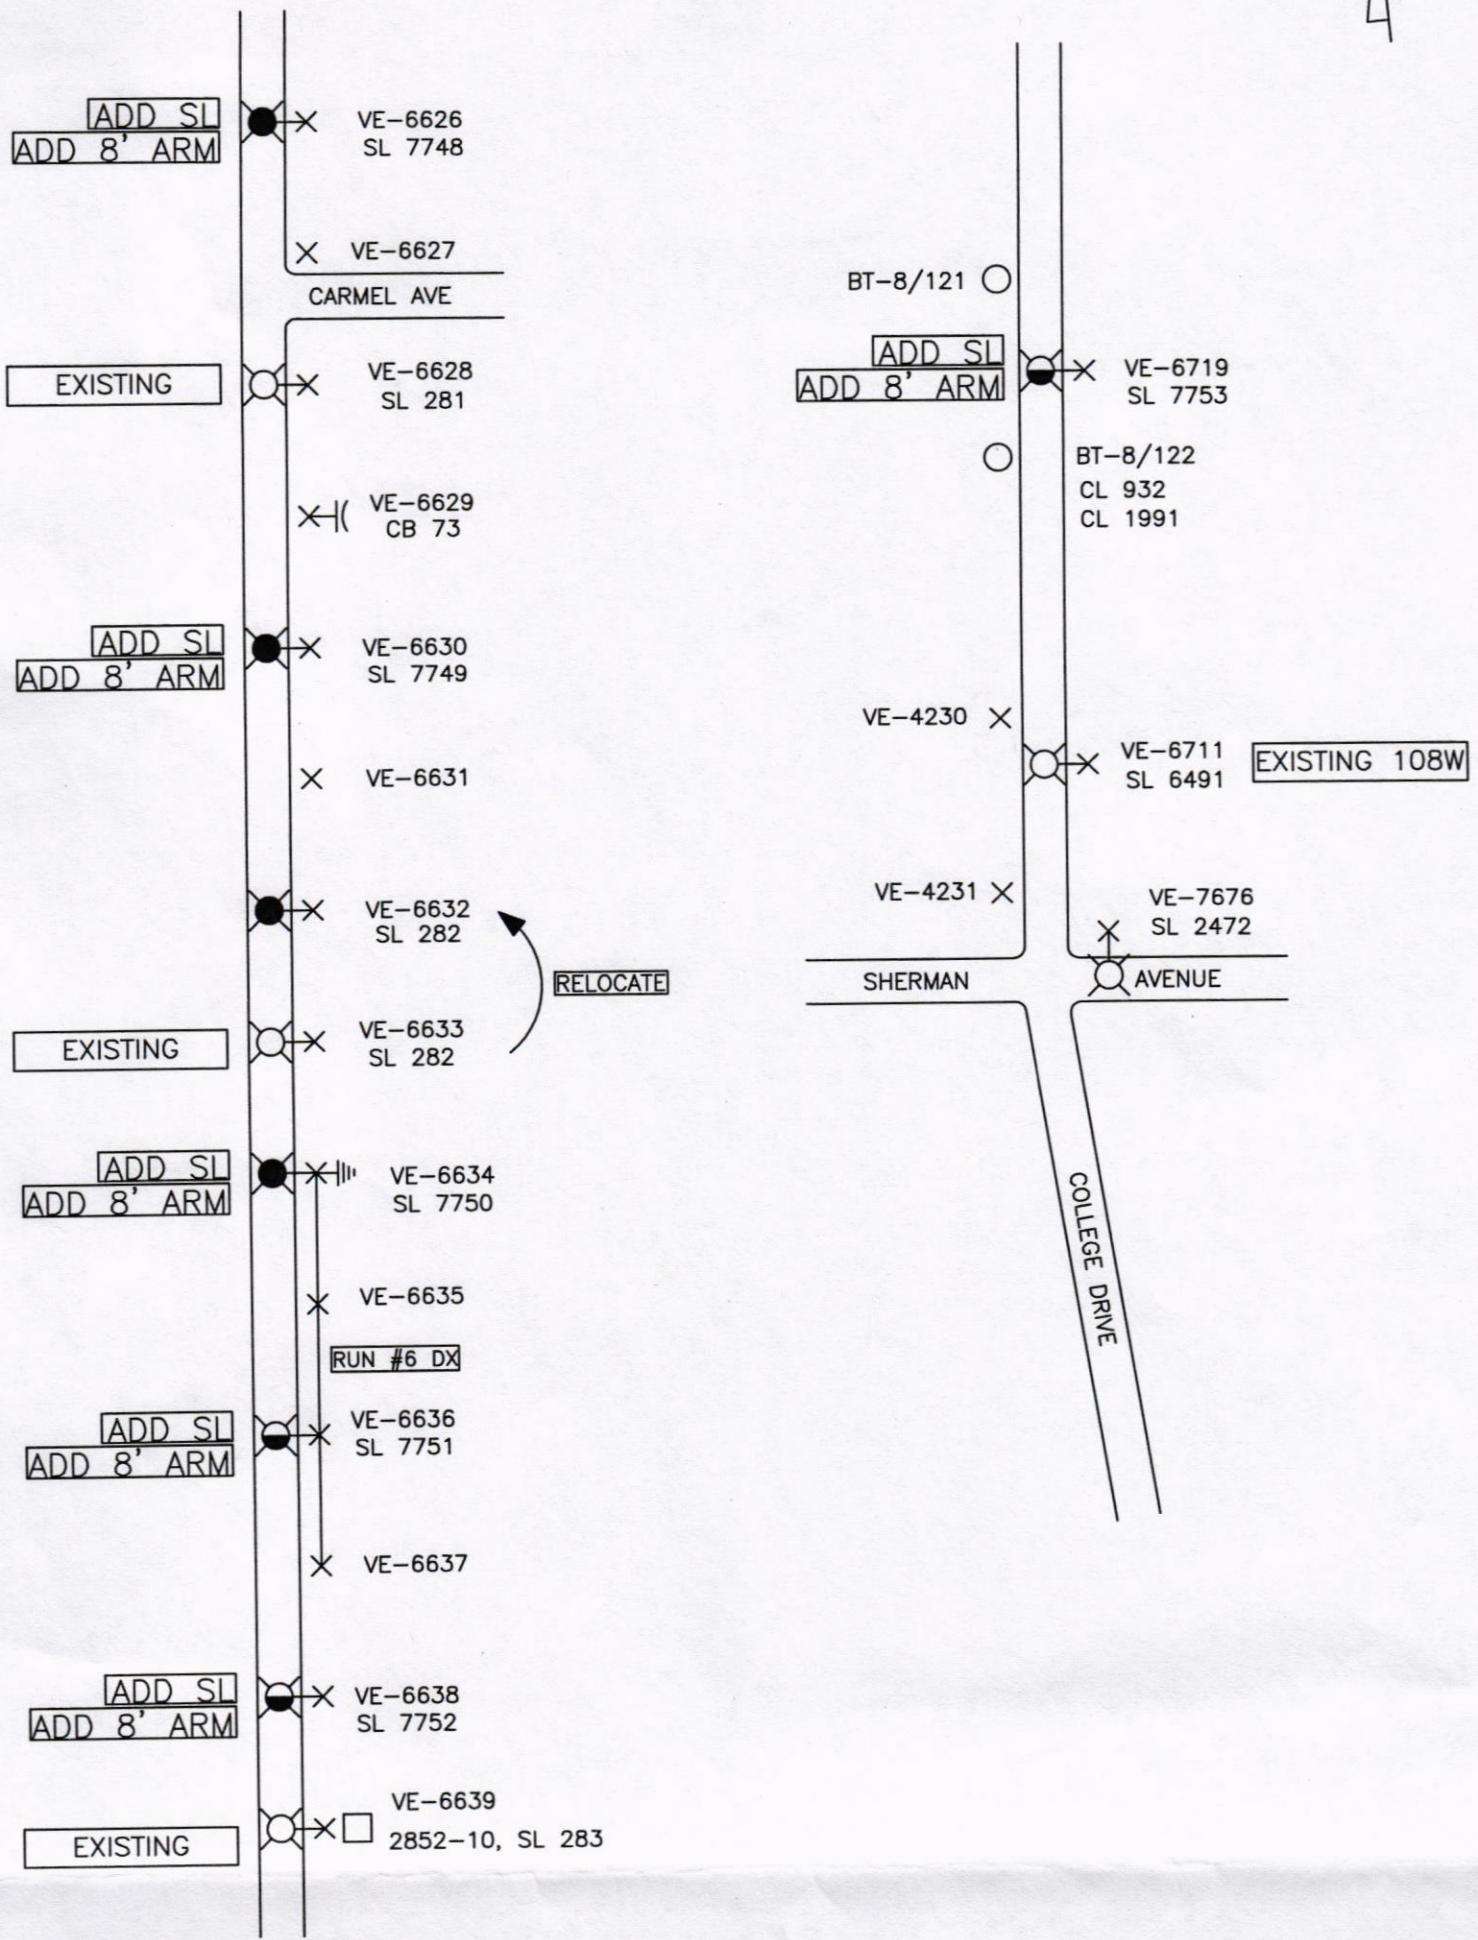 4
ADD SL
ADD 8' ARM
VE-6626
SL 7748
VE-6627
CARMEL AVE
EXISTING
VE-6628
SL 281
VE-6629
CB 73
ADD SL
ADD 8' ARM
VE-6630
SL 7749
VE-6631
VE-6632
SL 282
RELOCATE
EXISTING
VE-6633
SL 282
ADD SL
ADD 8' ARM
VE-6634
SL 7750
VE-6635
RUN #6 DX
ADD SL
ADD 8' ARM
VE-6636
SL 7751
VE-6637
ADD SL
ADD 8' ARM
VE-6638
SL 7752
EXISTING
VE-6639
2852-10, SL 283
BT-8/121
ADD SL
ADD 8' ARM
VE-6719
SL 7753
BT-8/122
CL 932
CL 1991
VE-4230
VE-6711
SL 6491
EXISTING 108W
VE-4231
VE-7676
SL 2472
SHERMAN AVENUE
COLLEGE DRIVE